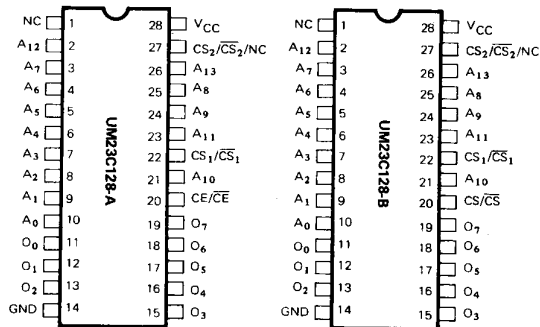 NC 1 28 VCC
A12 2 27 CS2/C̅S̅2/NC
A7 3 26 A13
A6 4 25 A8
A5 5 24 A9
A4 6 23 A11
A3 7 22 CS1/C̅S̅1
A2 8 21 A10
A1 9 20 CE/C̅E̅
A0 10 19 O7
O0 11 18 O6
O1 12 17 O5
O2 13 16 O4
GND 14 15 O3
UM23C128-A
NC 1 28 VCC
A12 2 27 CS2/C̅S̅2/NC
A7 3 26 A13
A6 4 25 A8
A5 5 24 A9
A4 6 23 A11
A3 7 22 CS1/C̅S̅1
A2 8 21 A10
A1 9 20 CS/C̅S̅
A0 10 19 O7
O0 11 18 O6
O1 12 17 O5
O2 13 16 O4
GND 14 15 O3
UM23C128-B